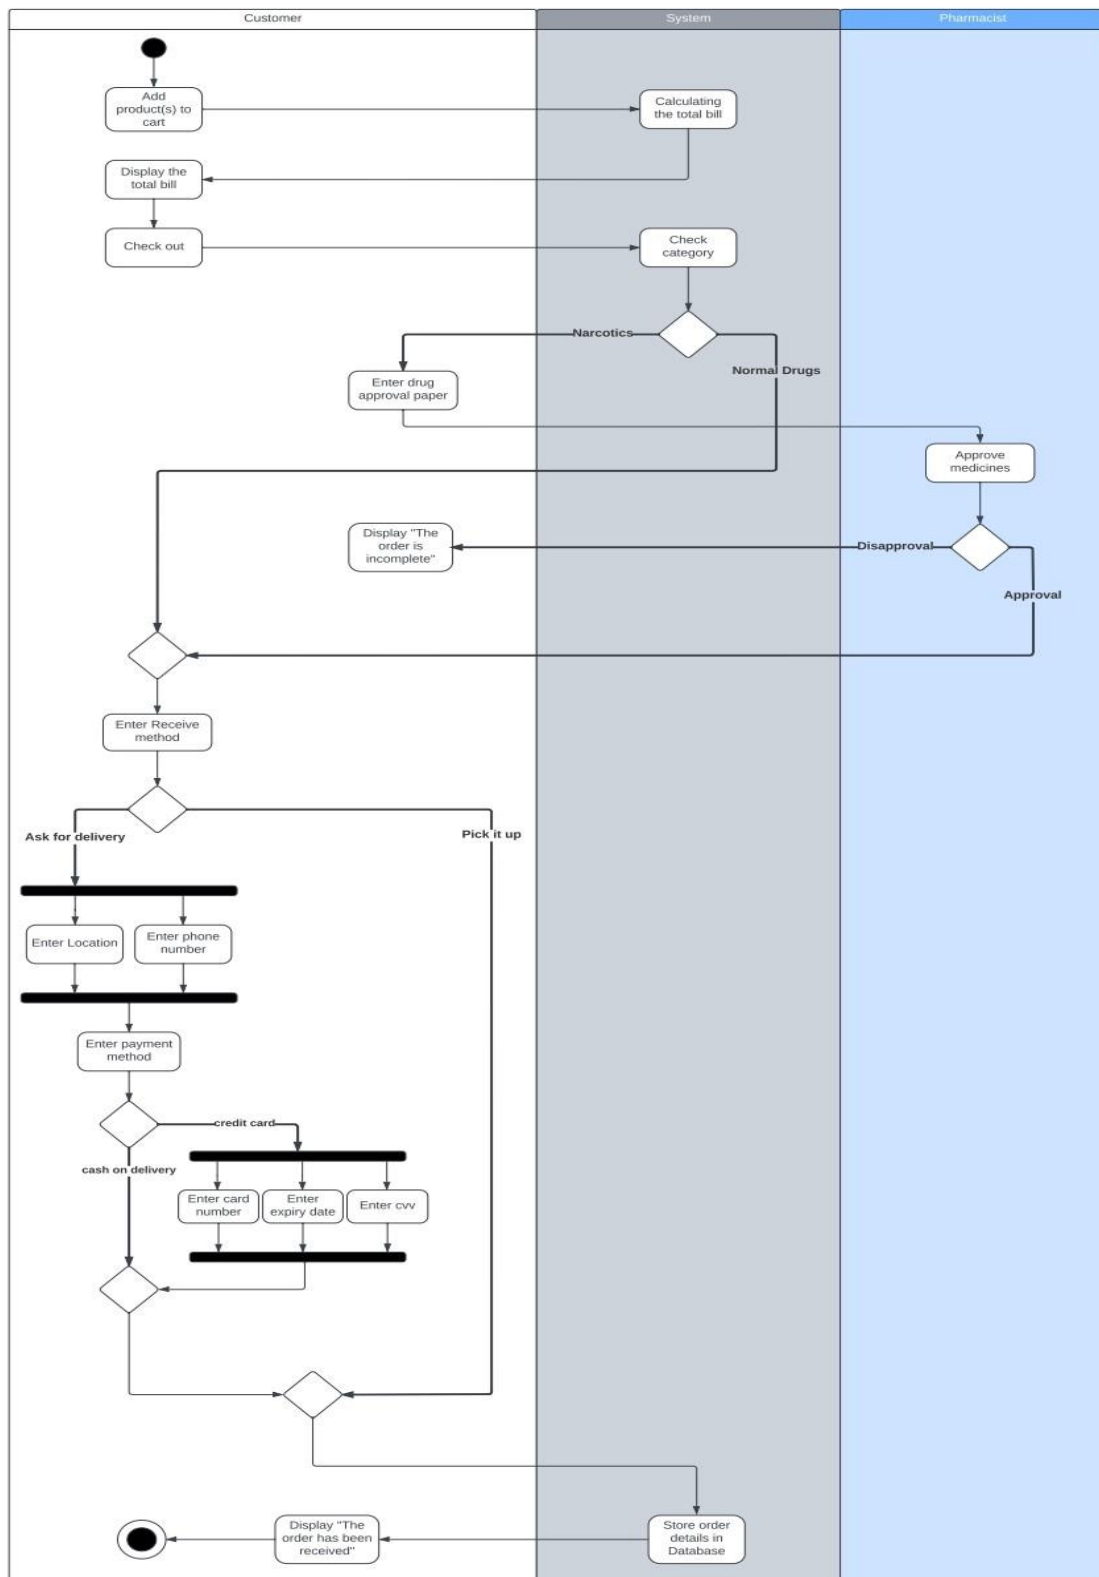 Customer
System
Pharmacist
Add
product(s) to
cart
Calculating
the total bill
Display the
total bill
Check out
Check
category
Narcotics
Normal Drugs
Enter drug
approval paper
Approve
medicines
Display "The
order is
incomplete"
Disapproval
Approval
Enter Receive
method
Ask for delivery
Pick it up
Enter Location
Enter phone
number
Enter payment
method
credit card
cash on delivery
Enter card
number
Enter
expiry date
Enter cvv
Display "The
order has been
received"
Store order
details in
Database